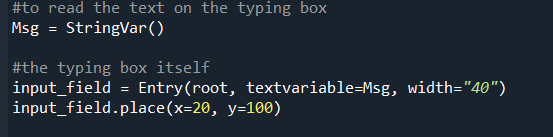 #to read the text on the typing box
Msg = StringVar()
#the typing box itself
input_field = Entry(root, textvariable=Msg, width="40")
input_field.place(x=20, y=100)